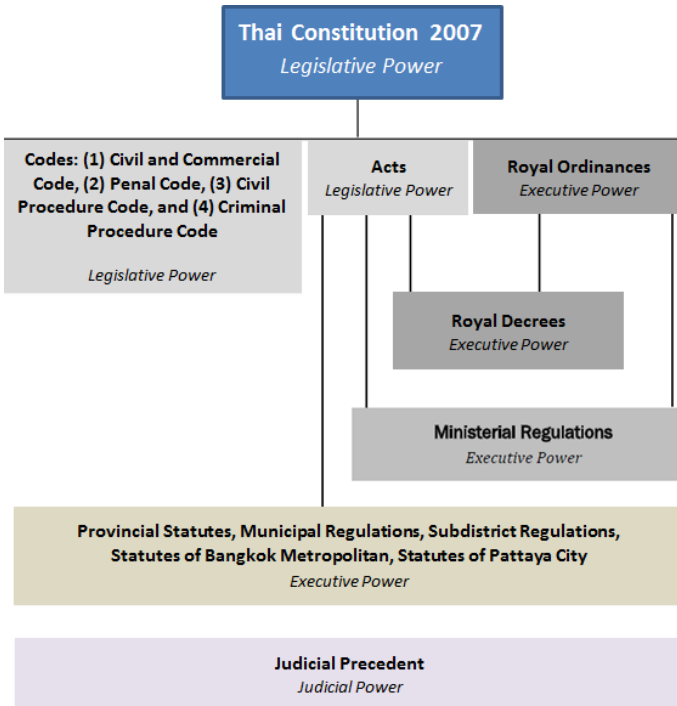 Thai Constitution 2007
Legislative Power
Codes: (1) Civil and Commercial
Code, (2) Penal Code, (3) Civil
Procedure Code, and (4) Criminal
Procedure Code
Legislative Power
Acts
Legislative Power
Royal Ordinances
Executive Power
Royal Decrees
Executive Power
Ministerial Regulations
Executive Power
Provincial Statutes, Municipal Regulations, Subdistrict Regulations,
Statutes of Bangkok Metropolitan, Statutes of Pattaya City
Executive Power
Judicial Precedent
Judicial Power